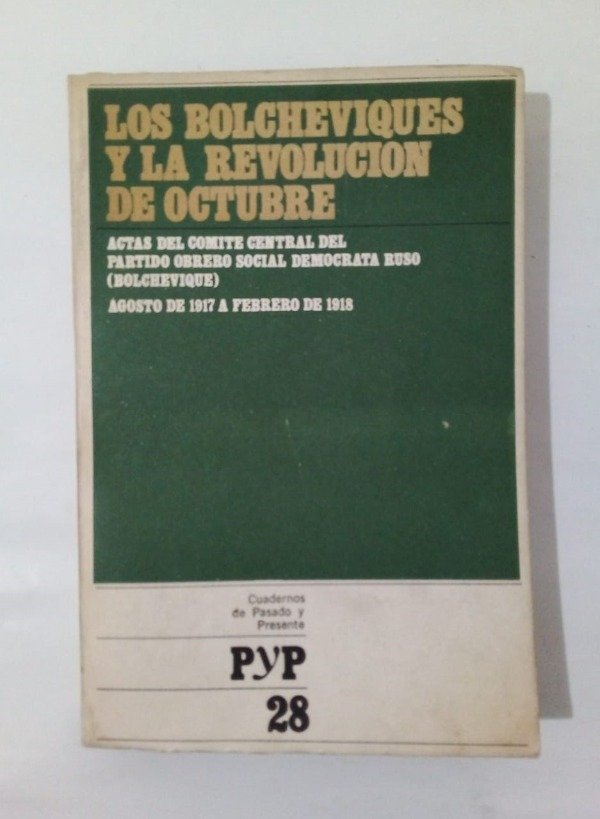 LOS BOLCHEVIQUES
Y LA REVOLUCION
DE OCTUBRE
ACTAS DEL COMITE CENTRAL DEL
PARTIDO OBRERO SOCIAL DEMOCRATA RUSO
(BOLCHEVIQUE)
AGOSTO DE 1917 A FEBRERO DE 1918
Cuadernos
de Pasado y
Presente
PYP
28